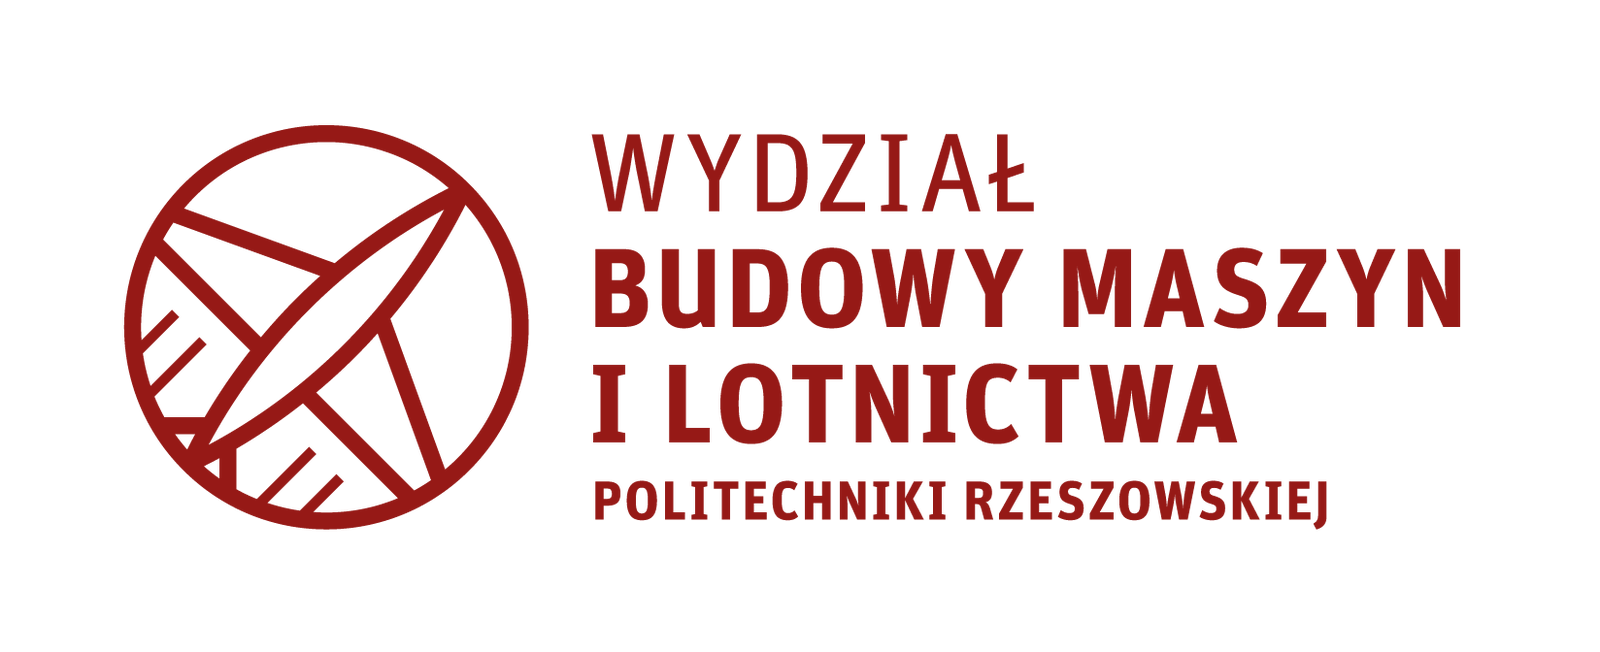 WYDZIAŁ
BUDOWY MASZYN
I LOTNICTWA
POLITECHNIKI RZESZOWSKIEJ